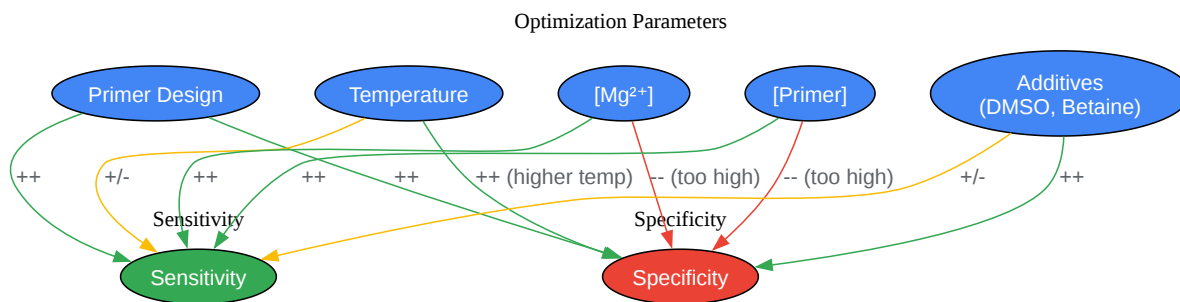 Optimization Parameters
Primer Design
Temperature
[Mg²⁺]
[Primer]
Additives
(DMSO, Betaine)
++
+/-
++
++
++
++ (higher temp)
-- (too high)
-- (too high)
+/-
++
Sensitivity
Specificity
Sensitivity
Specificity